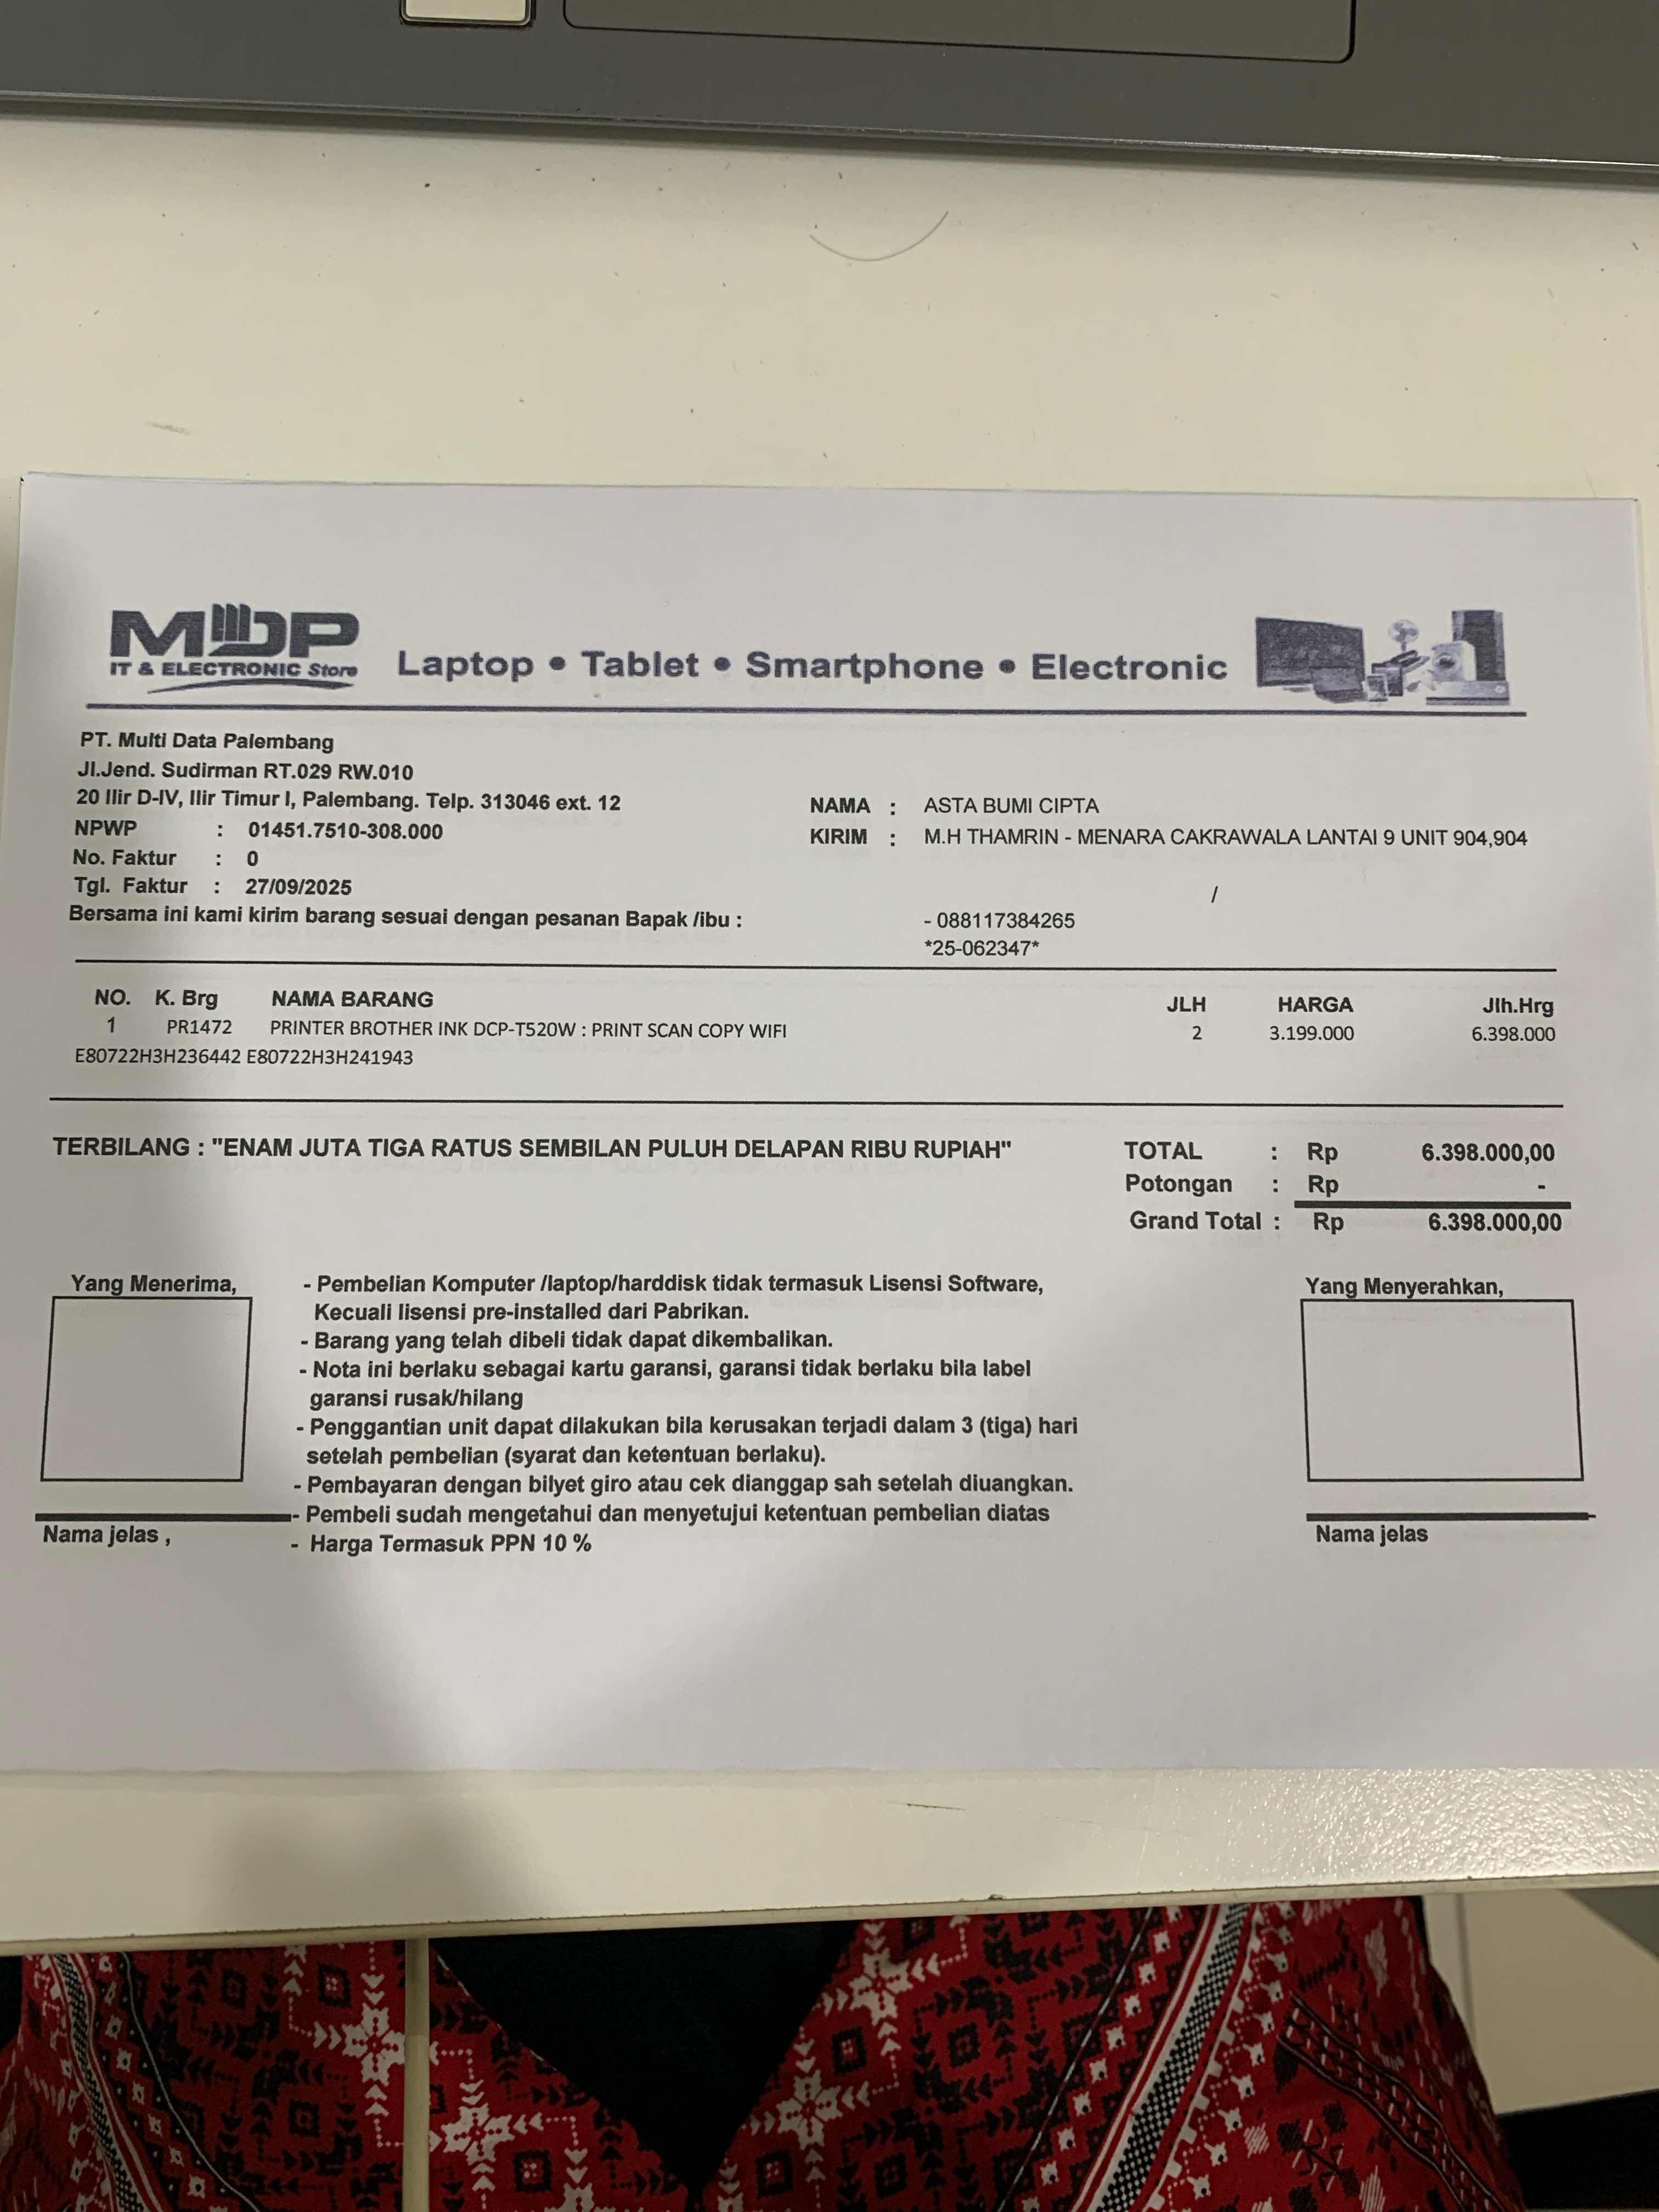 MDP
IT & ELECTRONIC Store
Laptop • Tablet • Smartphone • Electronic
PT. Multi Data Palembang
Jl.Jend. Sudirman RT.029 RW.010
20 Ilir D-IV, Ilir Timur I, Palembang. Telp. 313046 ext. 12
NPWP : 01451.7510-308.000
No. Faktur : 0
Tgl. Faktur : 27/09/2025
Bersama ini kami kirim barang sesuai dengan pesanan Bapak /ibu :
NAMA : ASTA BUMI CIPTA
KIRIM : M.H THAMRIN - MENARA CAKRAWALA LANTAI 9 UNIT 904,904
/
- 088117384265
*25-062347*
NO. K. Brg NAMA BARANG JLH HARGA Jlh.Hrg
1 PR1472 PRINTER BROTHER INK DCP-T520W : PRINT SCAN COPY WIFI 2 3.199.000 6.398.000
E80722H3H236442 E80722H3H241943
TERBILANG : "ENAM JUTA TIGA RATUS SEMBILAN PULUH DELAPAN RIBU RUPIAH"
TOTAL : Rp 6.398.000,00
Potongan : Rp -
Grand Total : Rp 6.398.000,00
Yang Menerima,
- Pembelian Komputer /laptop/harddisk tidak termasuk Lisensi Software,
Kecuali lisensi pre-installed dari Pabrikan.
- Barang yang telah dibeli tidak dapat dikembalikan.
- Nota ini berlaku sebagai kartu garansi, garansi tidak berlaku bila label
garansi rusak/hilang
- Penggantian unit dapat dilakukan bila kerusakan terjadi dalam 3 (tiga) hari
setelah pembelian (syarat dan ketentuan berlaku).
- Pembayaran dengan bilyet giro atau cek dianggap sah setelah diuangkan.
- Pembeli sudah mengetahui dan menyetujui ketentuan pembelian diatas
- Harga Termasuk PPN 10 %
Nama jelas ,
Yang Menyerahkan,
Nama jelas